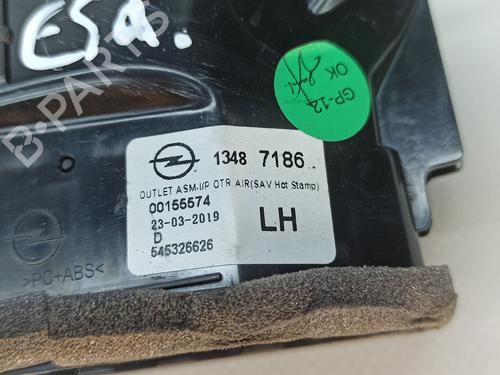 ESQ.
B-PARTS
GP-12
OK
1348 7186
OUTLET ASM-I/P OTR AIR(SAV Hot Stamp)
00155574
23-03-2019
D
545326626
LH
>PC+ABS<